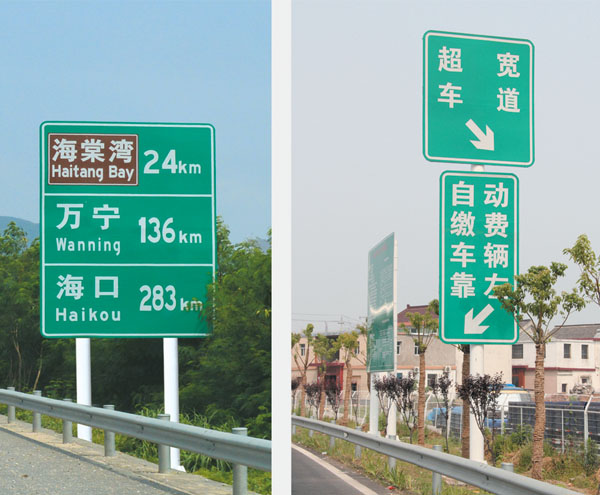 海棠湾 24km
Haitang Bay
万宁 136km
Wanning
海口 283km
Haikou
超宽
车道
自动
缴费
车辆
靠左